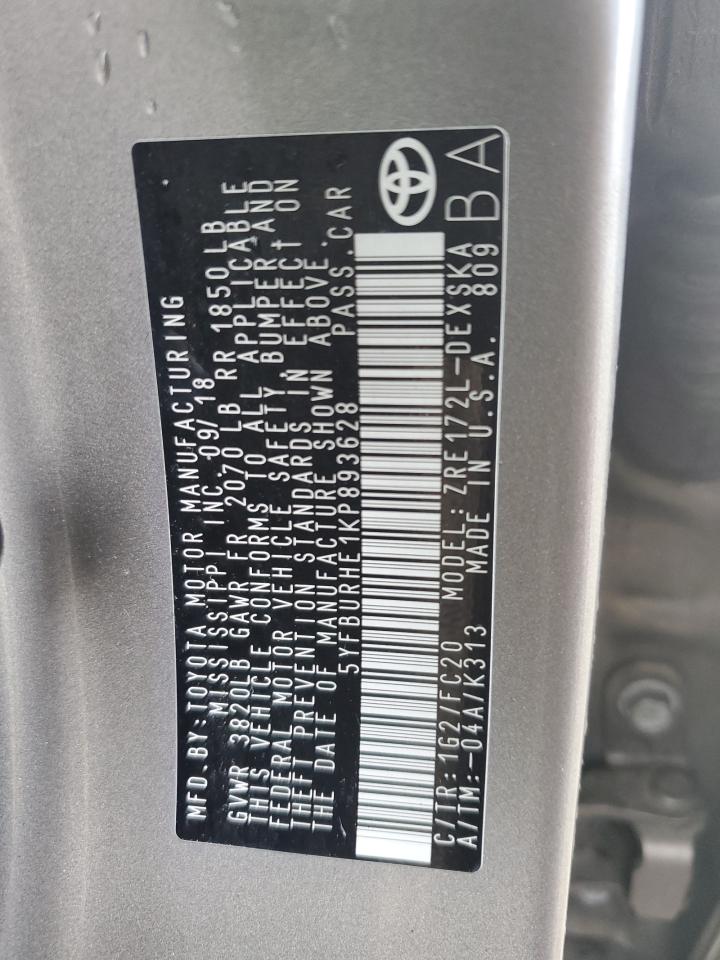 MFD.BY:TOYOTA MOTOR MANUFACTURING
MISSISSIPPI INC. 09/18
GVWR 3820LB GAWR FR 2070 LB RR 1850LB
THIS VEHICLE CONFORMS TO ALL APPLICABLE
FEDERAL MOTOR VEHICLE SAFETY, BUMPER, AND
THEFT PREVENTION STANDARDS IN EFFECT ON
THE DATE OF MANUFACTURE SHOWN ABOVE.
5YFBURHE1KP893628 PASS.CAR
C/TR:1G2/FC20 MODEL:ZRE172L-DEXSKA
A/TM:-04A/K313 MADE IN U.S.A. 809
BA